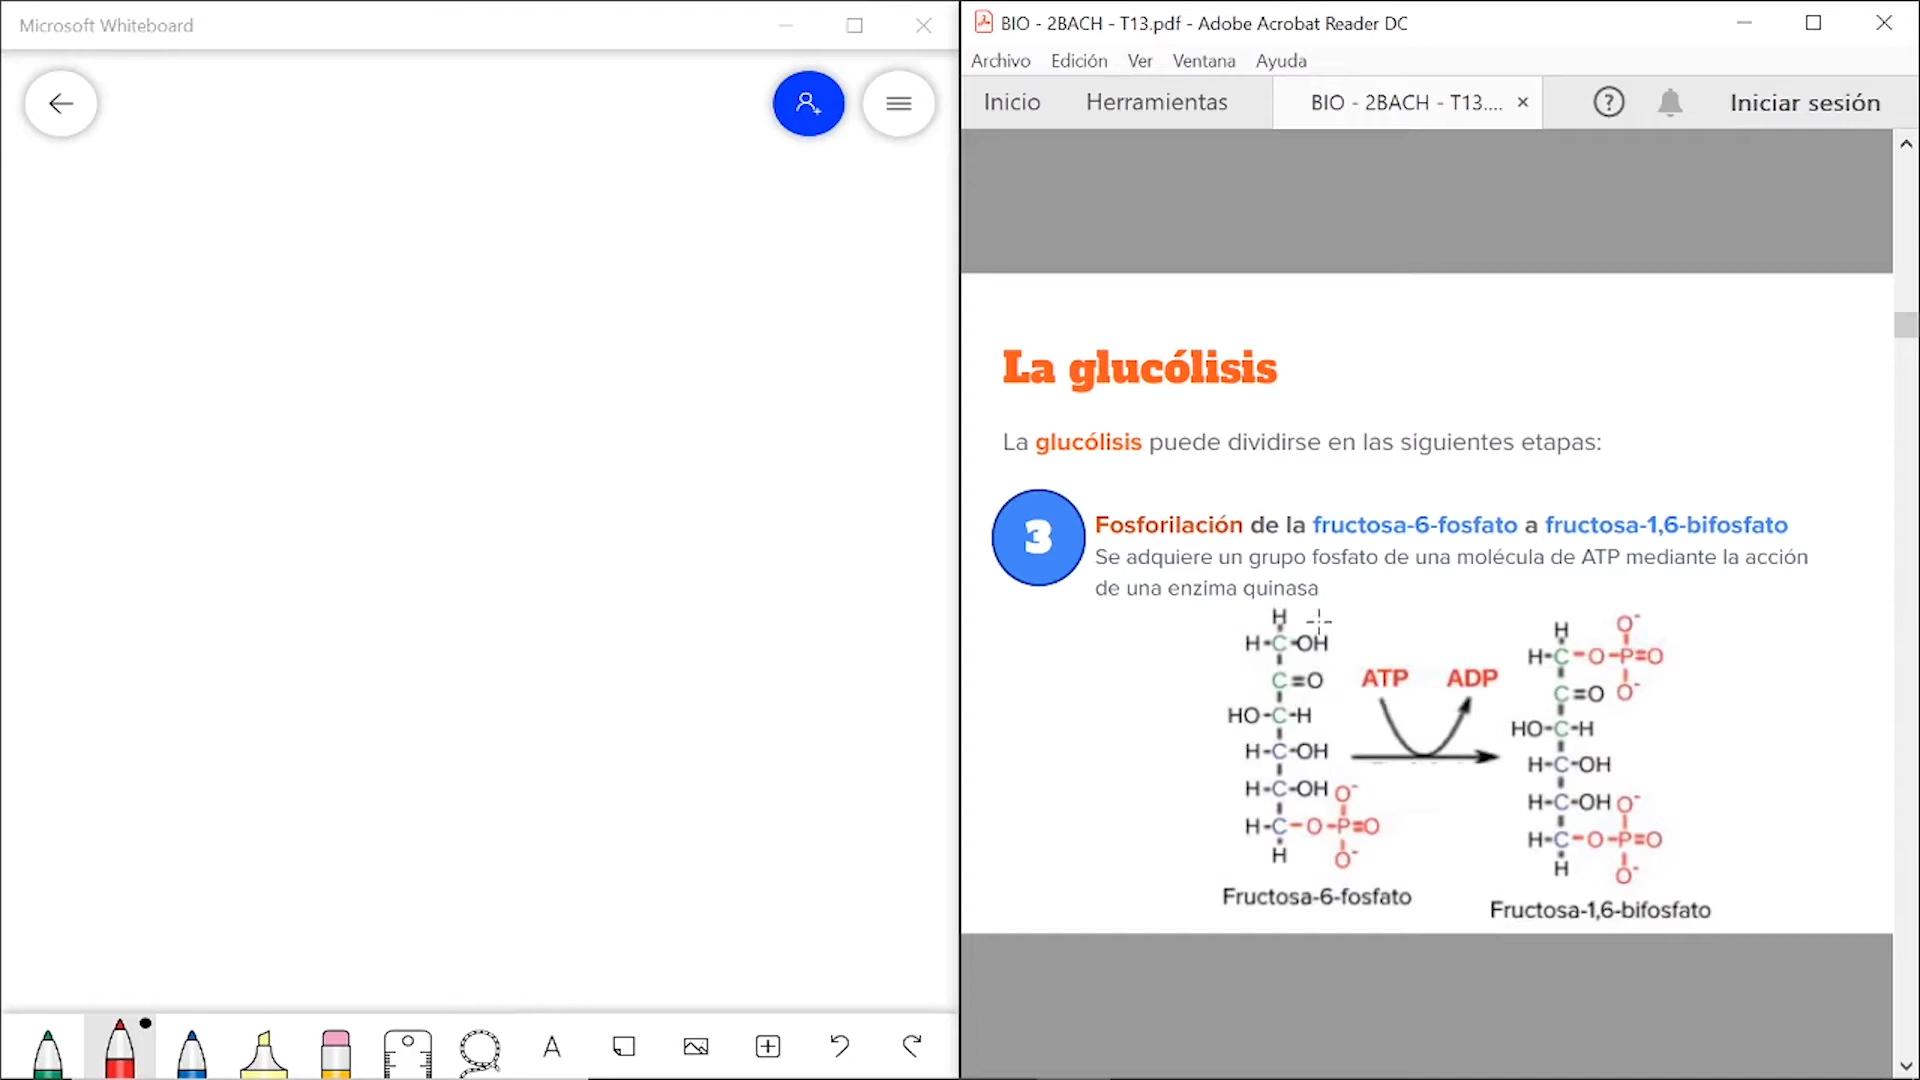 Microsoft Whiteboard
A
BIO - 2BACH - T13.pdf - Adobe Acrobat Reader DC
Archivo Edición Ver Ventana Ayuda
Inicio Herramientas BIO - 2BACH - T13.... × ? Iniciar sesión
La glucólisis
La glucólisis puede dividirse en las siguientes etapas:
3
Fosforilación de la fructosa-6-fosfato a fructosa-1,6-bifosfato
Se adquiere un grupo fosfato de una molécula de ATP mediante la acción
de una enzima quinasa
H
H-C-OH
C=O
HO-C-H
H-C-OH
H-C-OH O-
H-C-O-P=O
H O-
Fructosa-6-fosfato
ATP ADP
H O-
H-C-O-P=O
C=O O-
HO-C-H
H-C-OH
H-C-OH O-
H-C-O-P=O
H O-
Fructosa-1,6-bifosfato